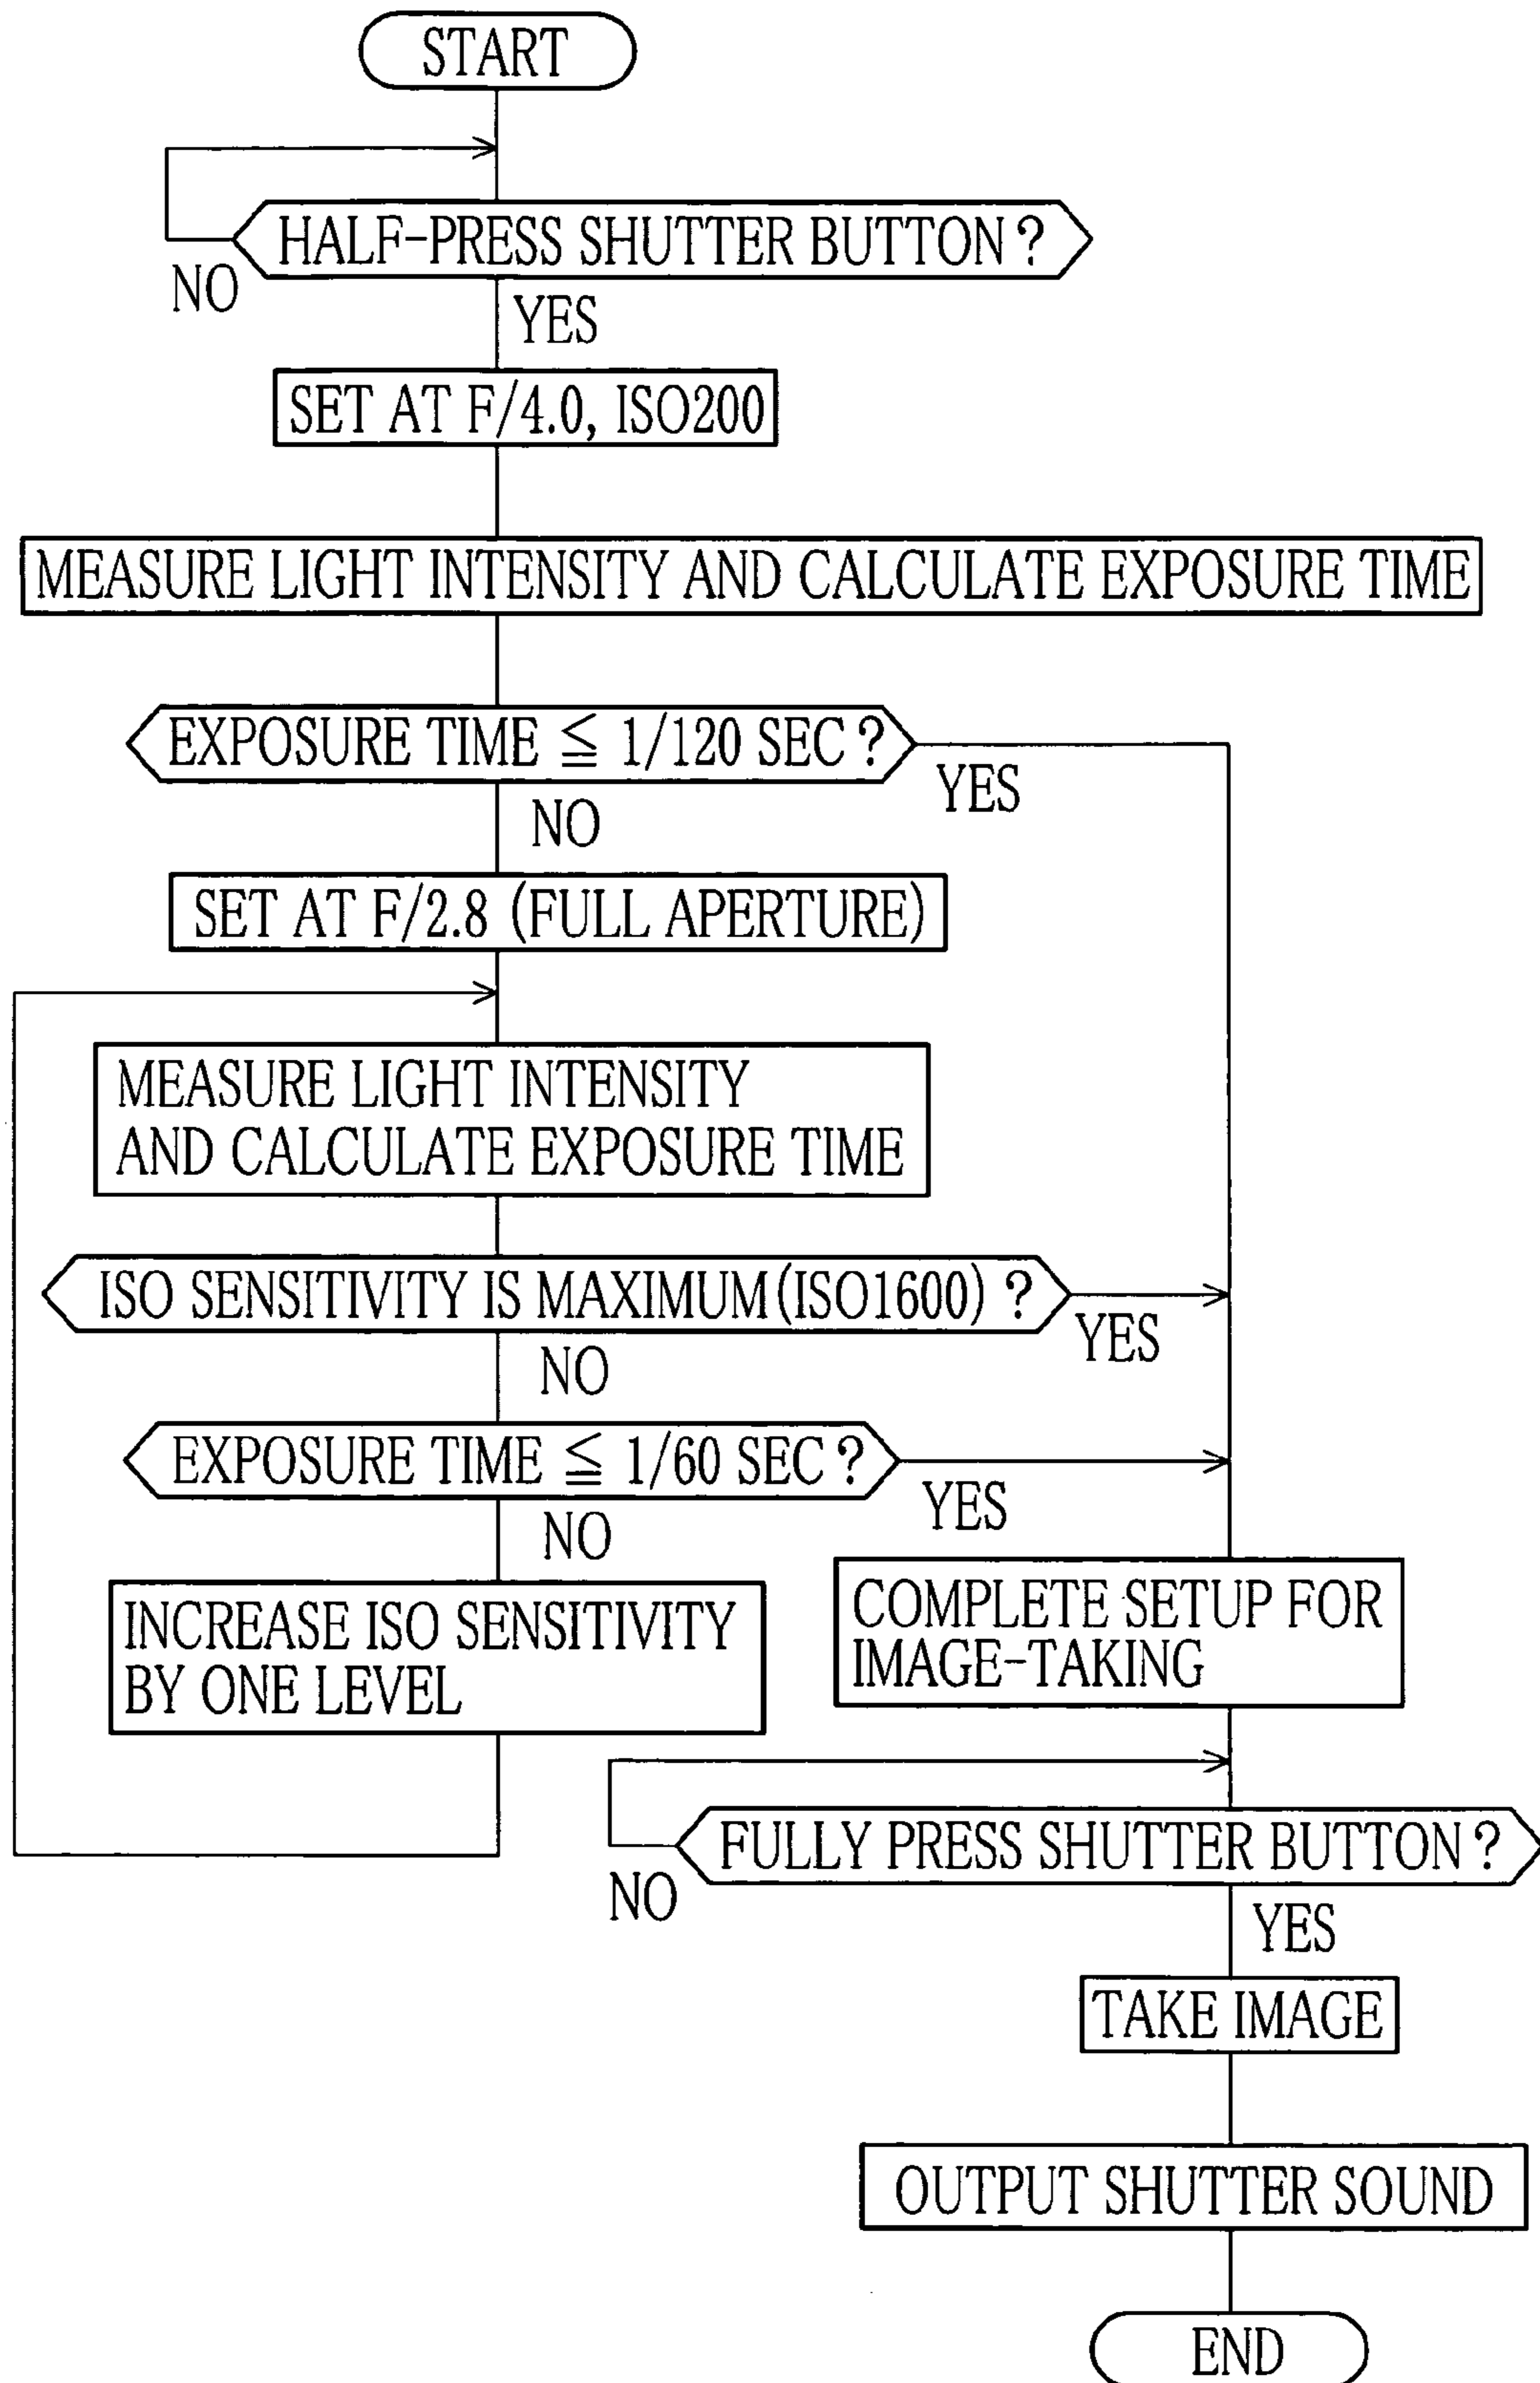 START
HALF-PRESS SHUTTER BUTTON ?
NO
YES
SET AT F/4.0, ISO200
MEASURE LIGHT INTENSITY AND CALCULATE EXPOSURE TIME
EXPOSURE TIME ≦ 1/120 SEC ?
YES
NO
SET AT F/2.8 (FULL APERTURE)
MEASURE LIGHT INTENSITY
AND CALCULATE EXPOSURE TIME
ISO SENSITIVITY IS MAXIMUM (ISO1600) ?
YES
NO
EXPOSURE TIME ≦ 1/60 SEC ?
YES
NO
INCREASE ISO SENSITIVITY
BY ONE LEVEL
COMPLETE SETUP FOR
IMAGE-TAKING
FULLY PRESS SHUTTER BUTTON ?
NO
YES
TAKE IMAGE
OUTPUT SHUTTER SOUND
END